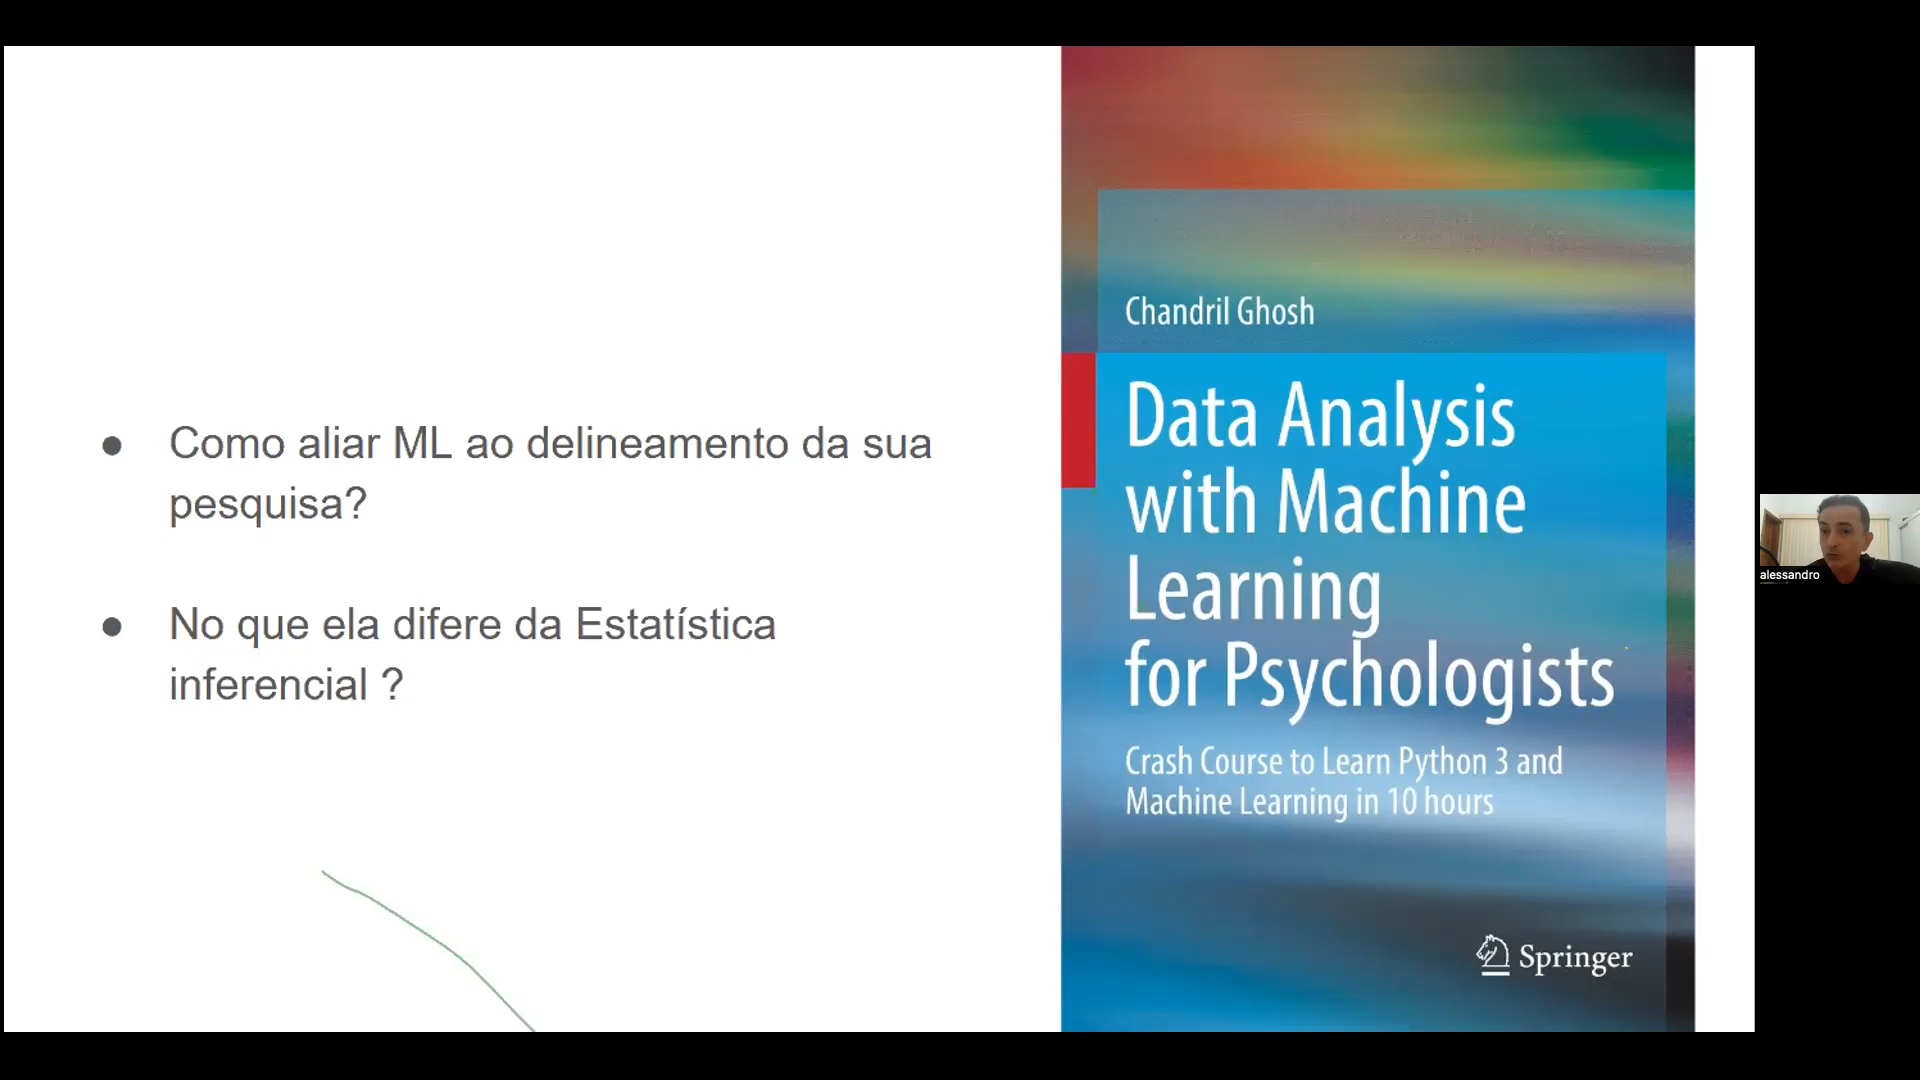 ● Como aliar ML ao delineamento da sua
pesquisa?
● No que ela difere da Estatística
inferencial ?
Chandril Ghosh
Data Analysis
with Machine
Learning
for Psychologists
Crash Course to Learn Python 3 and
Machine Learning in 10 hours
Springer
alessandro